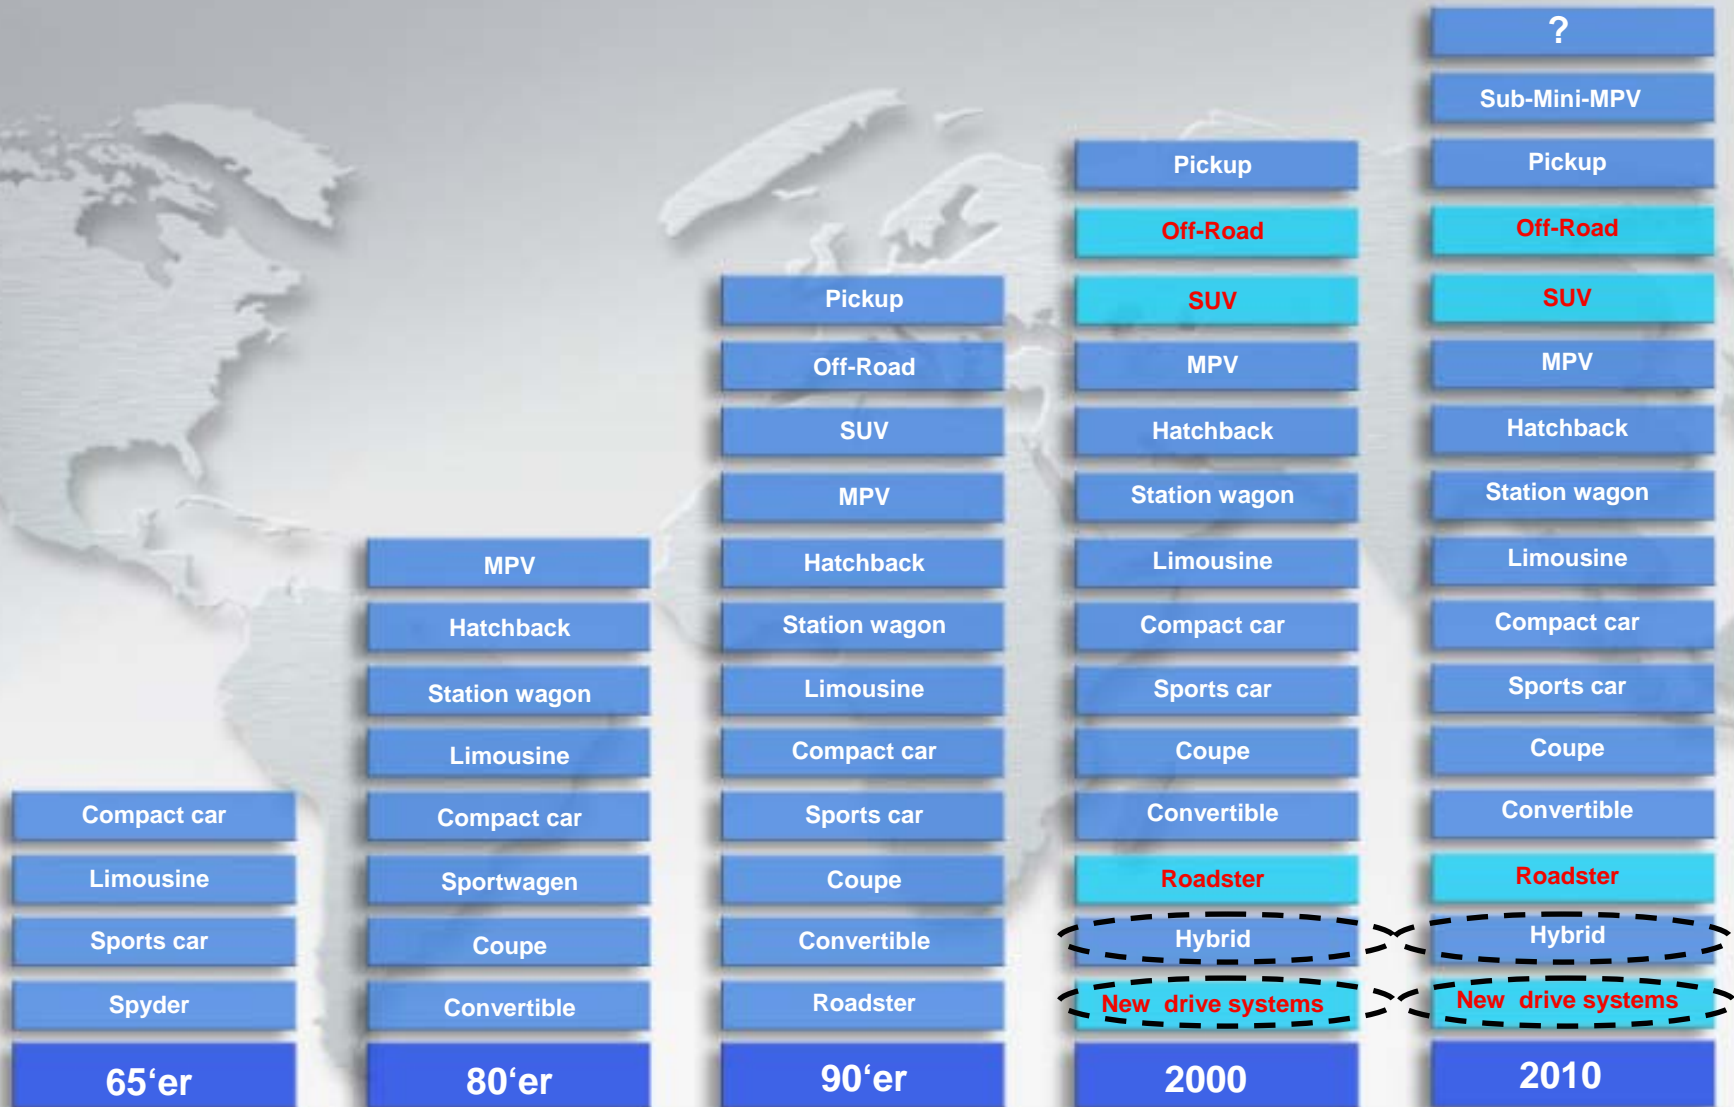 Compact car
Limousine
Sports car
Spyder
65‘er
MPV
Hatchback
Station wagon
Limousine
Compact car
Sportwagen
Coupe
Convertible
80‘er
Pickup
Off-Road
SUV
MPV
Hatchback
Station wagon
Limousine
Compact car
Sports car
Coupe
Convertible
Roadster
90‘er
Pickup
Off-Road
SUV
MPV
Hatchback
Station wagon
Limousine
Compact car
Sports car
Coupe
Convertible
Roadster
Hybrid
New drive systems
2000
?
Sub-Mini-MPV
Pickup
Off-Road
SUV
MPV
Hatchback
Station wagon
Limousine
Compact car
Sports car
Coupe
Convertible
Roadster
Hybrid
New drive systems
2010